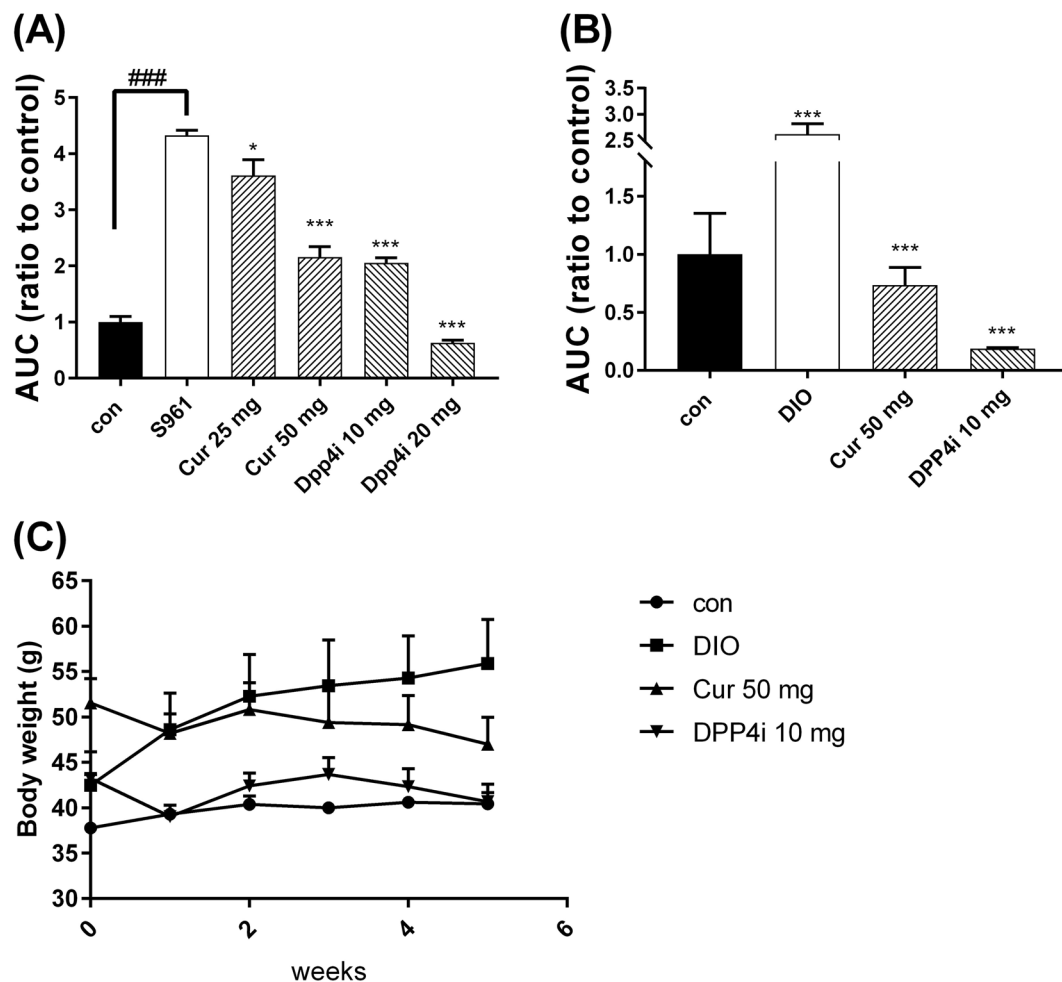 (A)
AUC (ratio to control)
5
4
3
2
1
0
###
*
***
***
***
con
S961
Cur 25 mg
Cur 50 mg
Dpp4i 10 mg
Dpp4i 20 mg
(B)
AUC (ratio to control)
3.5
3.0
2.5
1.5
1.0
0.5
0.0
***
***
***
con
DIO
Cur 50 mg
DPP4i 10 mg
(C)
Body weight (g)
65
60
55
50
45
40
35
30
0
2
4
6
weeks
con
DIO
Cur 50 mg
DPP4i 10 mg